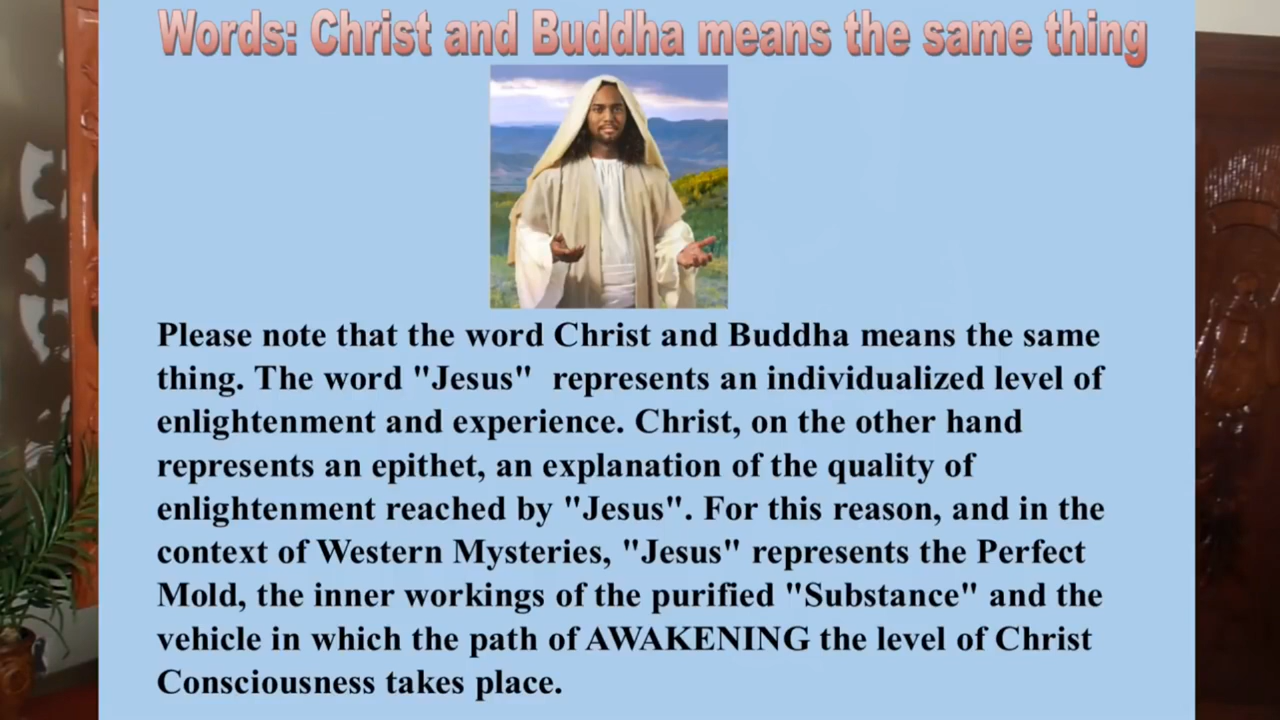 Words: Christ and Buddha means the same thing
Please note that the word Christ and Buddha means the same
thing. The word "Jesus"  represents an individualized level of
enlightenment and experience. Christ, on the other hand
represents an epithet, an explanation of the quality of
enlightenment reached by "Jesus". For this reason, and in the
context of Western Mysteries, "Jesus" represents the Perfect
Mold, the inner workings of the purified "Substance" and the
vehicle in which the path of AWAKENING the level of Christ
Consciousness takes place.